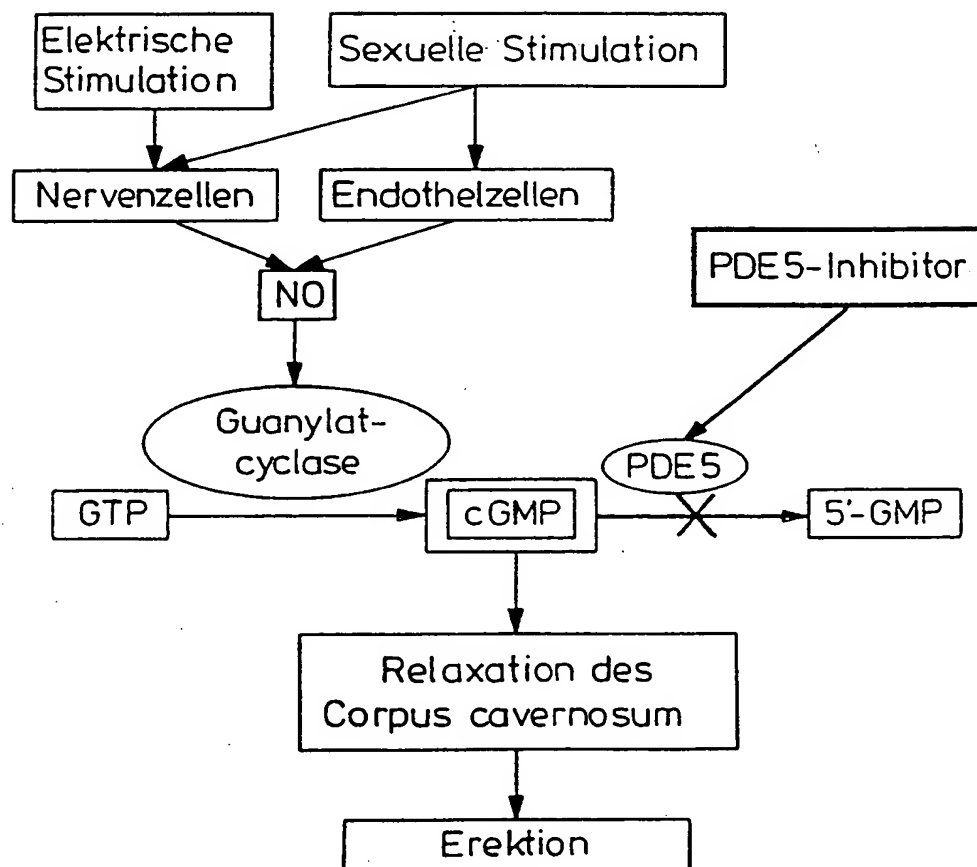 Elektrische
Stimulation
Sexuelle Stimulation
Nervenzellen
Endothelzellen
NO
PDE5-Inhibitor
Guanylat-
cyclase
PDE5
GTP
cGMP
5'-GMP
Relaxation des
Corpus cavernosum
Erektion